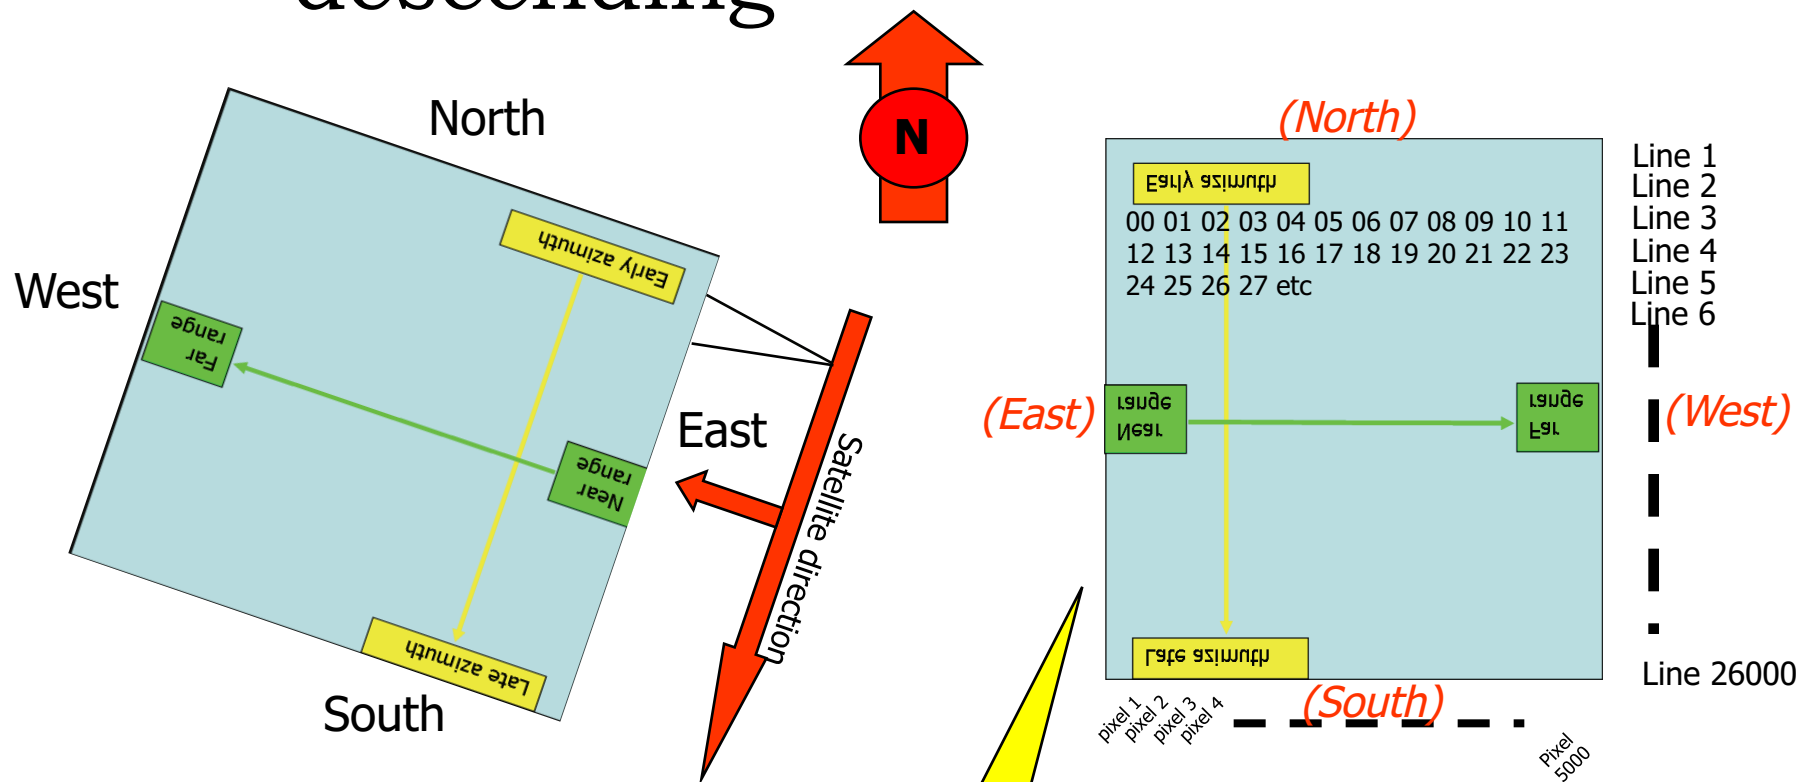 descending
N
North
West
East
South
Early azimuth
Far
range
Near
range
Late azimuth
Satellite direction
(North)
(East)
(West)
(South)
Early azimuth
00 01 02 03 04 05 06 07 08 09 10 11
12 13 14 15 16 17 18 19 20 21 22 23
24 25 26 27 etc
Near
range
Far
range
Late azimuth
Line 1
Line 2
Line 3
Line 4
Line 5
Line 6
Line 26000
pixel 1
pixel 2
pixel 3
pixel 4
Pixel
5000